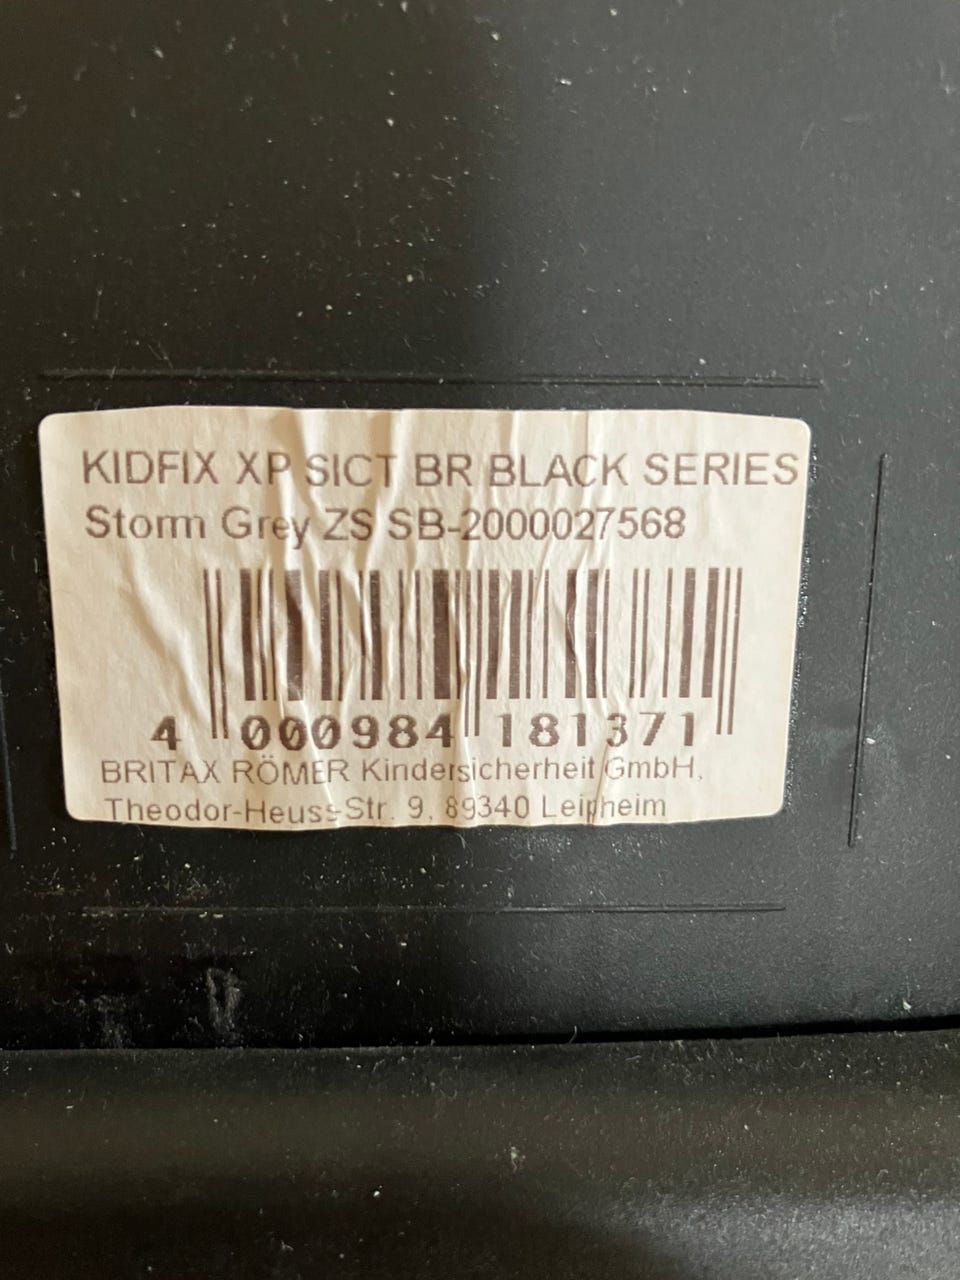 KIDFIX XP SICT BR BLACK SERIES
Storm Grey ZS SB-2000027568
4 000984 181371
BRITAX RÖMER Kindersicherheit GmbH,
Theodor-Heuss-Str. 9, 89340 Leipheim